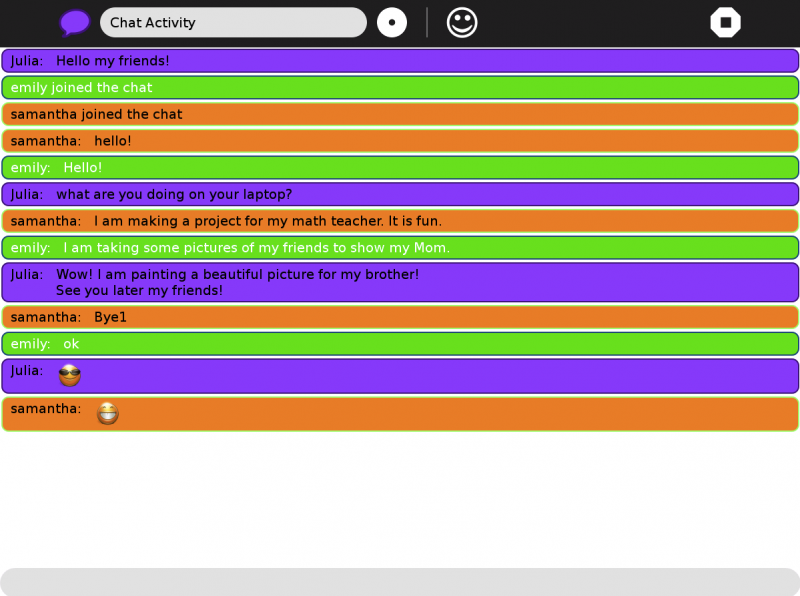 Chat Activity
Julia: Hello my friends!
emily joined the chat
samantha joined the chat
samantha: hello!
emily: Hello!
Julia: what are you doing on your laptop?
samantha: I am making a project for my math teacher. It is fun.
emily: I am taking some pictures of my friends to show my Mom.
Julia: Wow! I am painting a beautiful picture for my brother!
See you later my friends!
samantha: Bye1
emily: ok
Julia:
samantha: